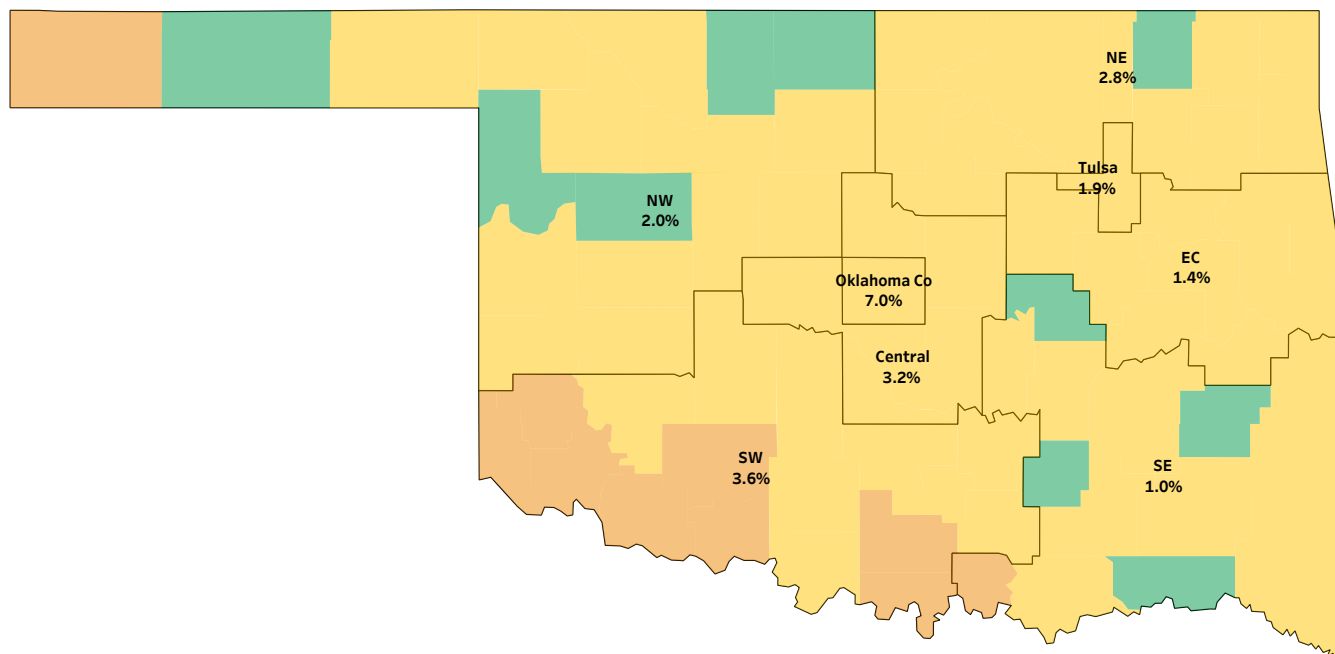 NE
2.8%
Tulsa
1.9%
NW
2.0%
EC
1.4%
Oklahoma Co
7.0%
Central
3.2%
SW
3.6%
SE
1.0%